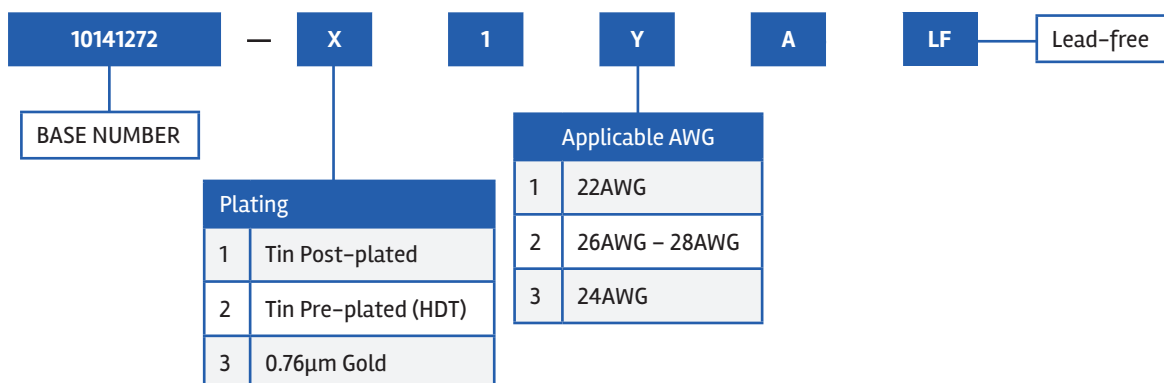 10141272 — X 1 Y A LF Lead-free
BASE NUMBER
Applicable AWG
1 22AWG
2 26AWG – 28AWG
3 24AWG
Plating
1 Tin Post-plated
2 Tin Pre-plated (HDT)
3 0.76µm Gold